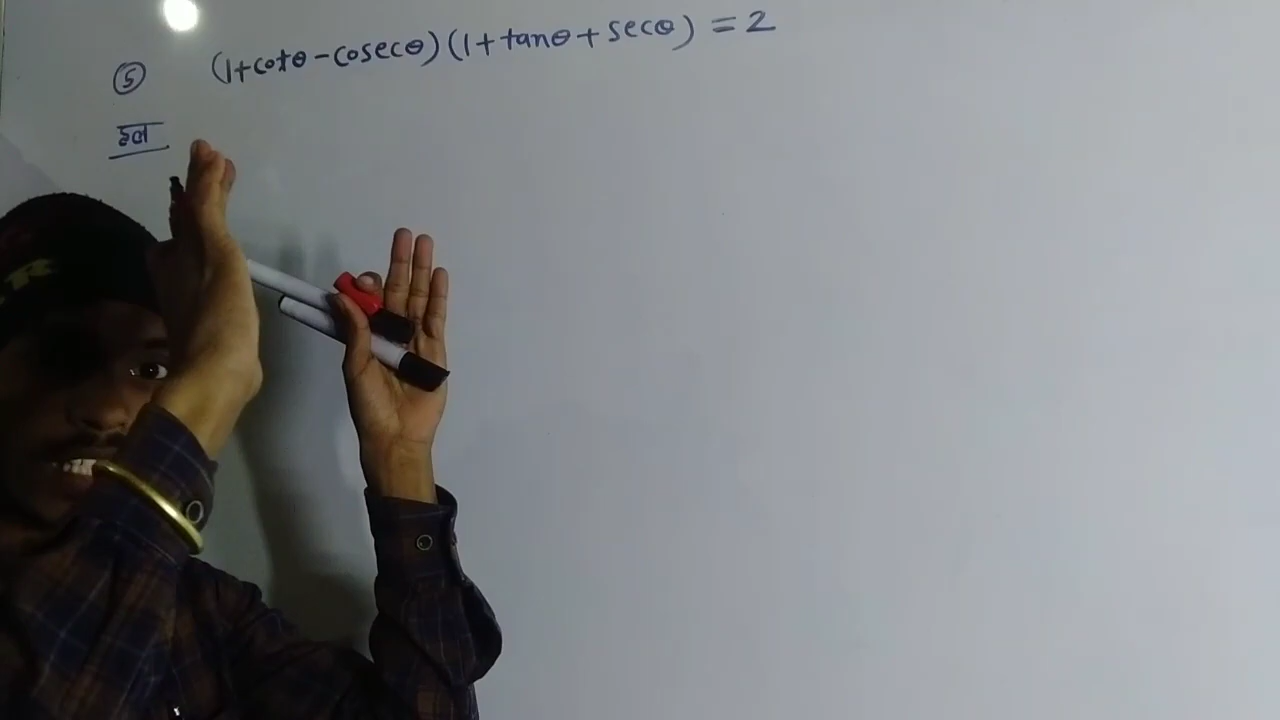 ⑤ (1+cotθ-cosecθ)(1+tanθ+secθ) = 2
हल